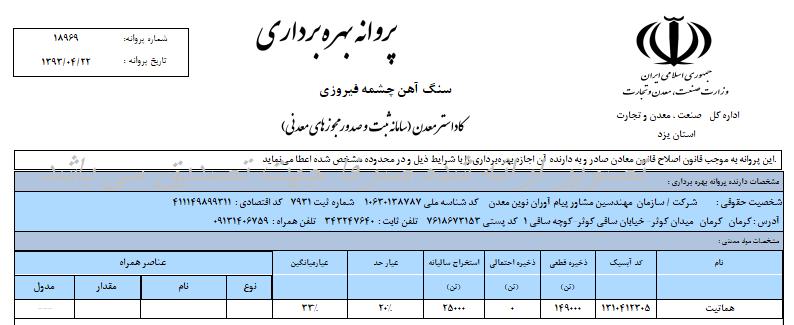 جمهوری اسلامی ایران
وزارت صنعت، معدن و تجارت
اداره کل صنعت ، معدن و تجارت
استان یزد
پروانه بهره برداری
سنگ آهن چشمه فیروزی
کاداستر معدن (سامانه ثبت و صدور مجوزهای معدنی)
شماره پروانه: ۱۸۹۶۹
تاریخ پروانه : ۱۳۹۳/۰۴/۲۲
این پروانه به موجب قانون اصلاح قانون معادن صادر و به دارنده آن اجازه بهره‌برداری را با شرایط ذیل و در محدوده مشخص شده اعطا می نماید.
مشخصات دارنده پروانه بهره برداری :
شخصیت حقوقی : شرکت / سازمان مهندسین مشاور پیام آوران نوین معدن کد شناسه ملی ۱۰۶۳۰۱۳۸۷۸۷ شماره ثبت ۷۹۳۱ کد اقتصادی : ۴۱۱۱۴۹۸۹۹۳۱۱
آدرس : کرمان کرمان میدان کوثر- خیابان ساقی کوثر- کوچه ساقی ۱ کد پستی ۷۶۱۸۶۷۳۱۵۳ تلفن ثابت : ۳۴۳۲۴۷۶۴۰ تلفن همراه : ۰۹۱۳۱۴۰۶۷۵۹
مشخصات مواد معدنی :
نام کد آیسیک ذخیره قطعی (تن) ذخیره احتمالی (تن) استخراج سالیانه (تن) عیار حد عیارمیانگین عناصر همراه
نوع نام مقدار مدول
هماتیت ۱۳۱۰۴۱۲۳۰۵ ۱۴۹۰۰۰ ۰ ۲۵۰۰۰ ۲۰% ۳۳% ----